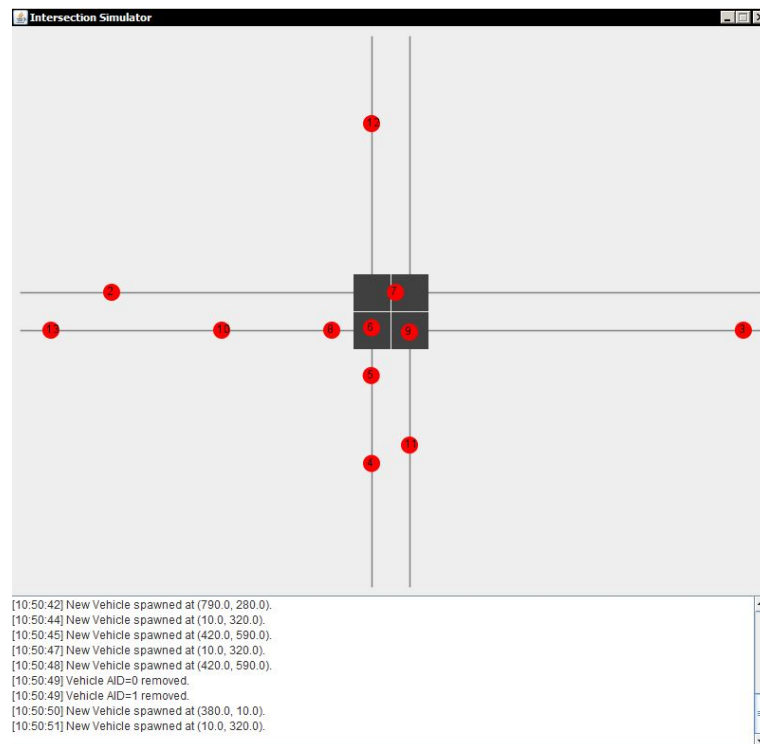 Intersection Simulator
12
2
7
13
10
8
6
9
3
5
11
4
[10:50:42] New Vehicle spawned at (790.0, 280.0).
[10:50:44] New Vehicle spawned at (10.0, 320.0).
[10:50:45] New Vehicle spawned at (420.0, 590.0).
[10:50:47] New Vehicle spawned at (10.0, 320.0).
[10:50:48] New Vehicle spawned at (420.0, 590.0).
[10:50:49] Vehicle AID=0 removed.
[10:50:49] Vehicle AID=1 removed.
[10:50:50] New Vehicle spawned at (380.0, 10.0).
[10:50:51] New Vehicle spawned at (10.0, 320.0).